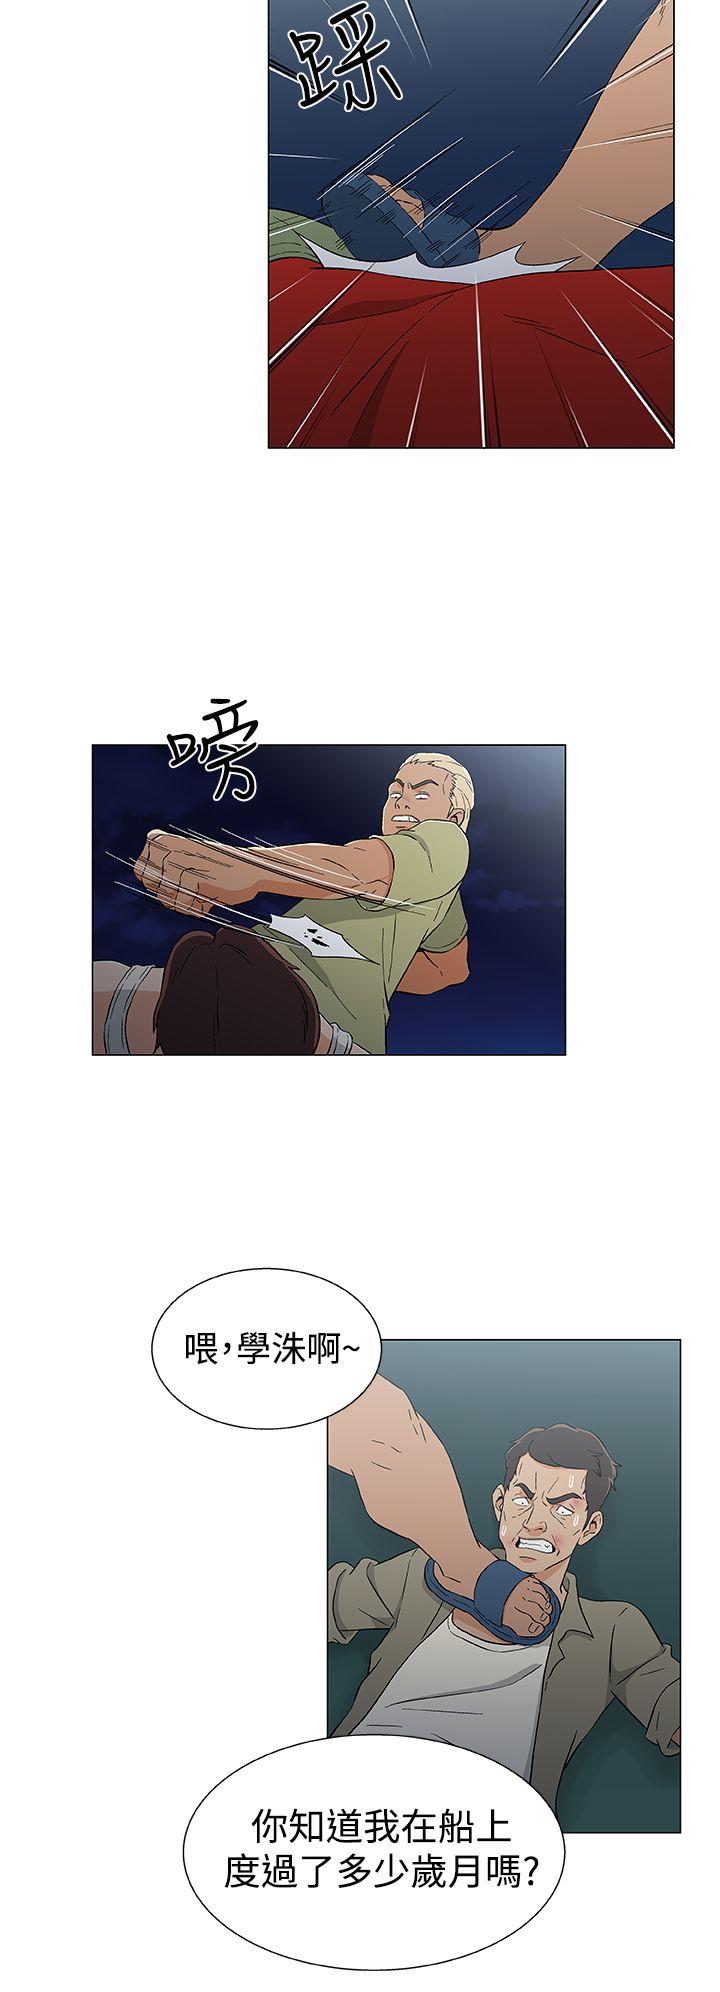 踩
嗙
喂，學洙啊~
你知道我在船上
度過了多少歲月嗎?